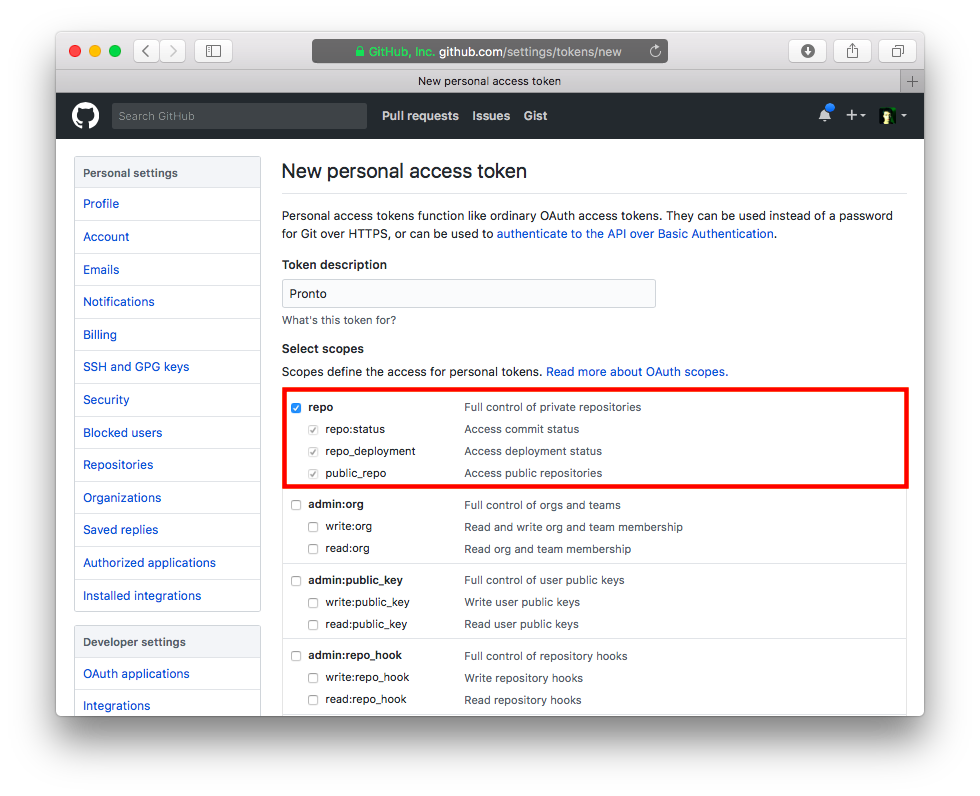 GitHub, Inc. github.com/settings/tokens/new
New personal access token
Search GitHub
Pull requests Issues Gist
Personal settings
Profile
Account
Emails
Notifications
Billing
SSH and GPG keys
Security
Blocked users
Repositories
Organizations
Saved replies
Authorized applications
Installed integrations
Developer settings
OAuth applications
Integrations
New personal access token
Personal access tokens function like ordinary OAuth access tokens. They can be used instead of a password
for Git over HTTPS, or can be used to authenticate to the API over Basic Authentication.
Token description
Pronto
What's this token for?
Select scopes
Scopes define the access for personal tokens. Read more about OAuth scopes.
repo Full control of private repositories
repo:status Access commit status
repo_deployment Access deployment status
public_repo Access public repositories
admin:org Full control of orgs and teams
write:org Read and write org and team membership
read:org Read org and team membership
admin:public_key Full control of user public keys
write:public_key Write user public keys
read:public_key Read user public keys
admin:repo_hook Full control of repository hooks
write:repo_hook Write repository hooks
read:repo_hook Read repository hooks